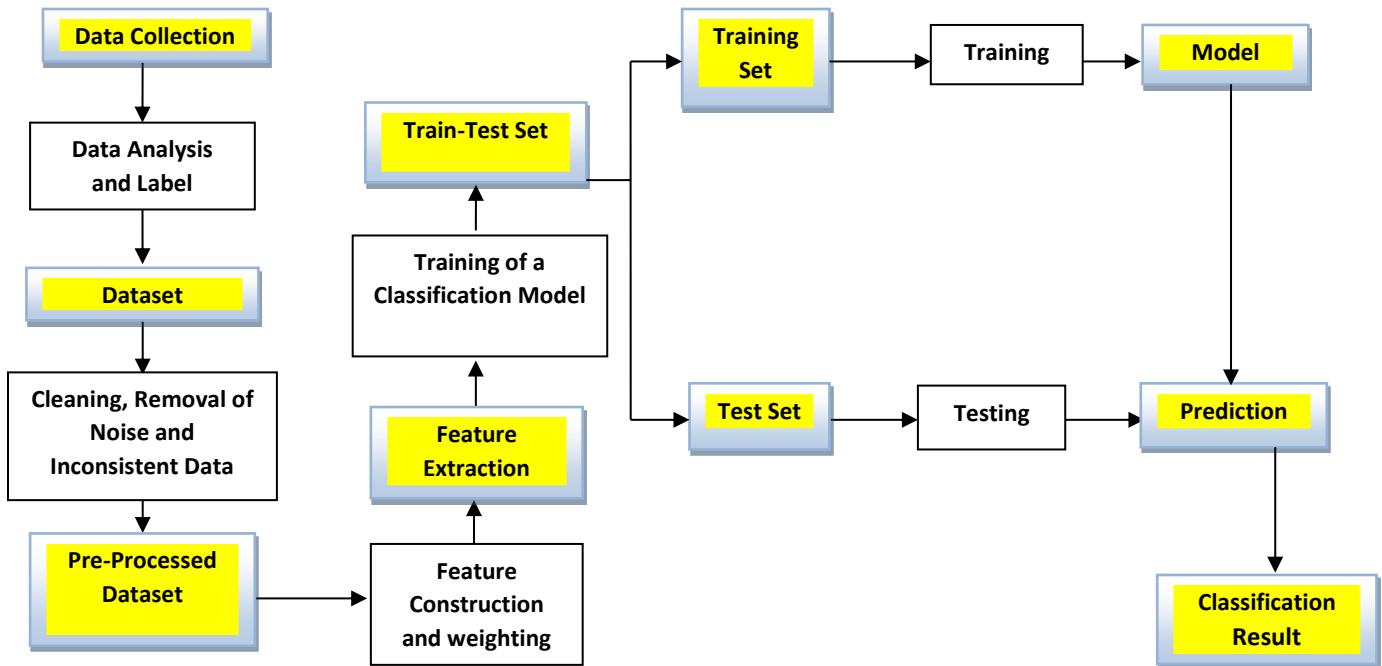 Data Collection
Data Analysis
and Label
Dataset
Cleaning, Removal of
Noise and
Inconsistent Data
Pre-Processed
Dataset
Feature
Construction
and weighting
Feature
Extraction
Training of a
Classification Model
Train-Test Set
Training
Set
Training
Model
Test Set
Testing
Prediction
Classification
Result